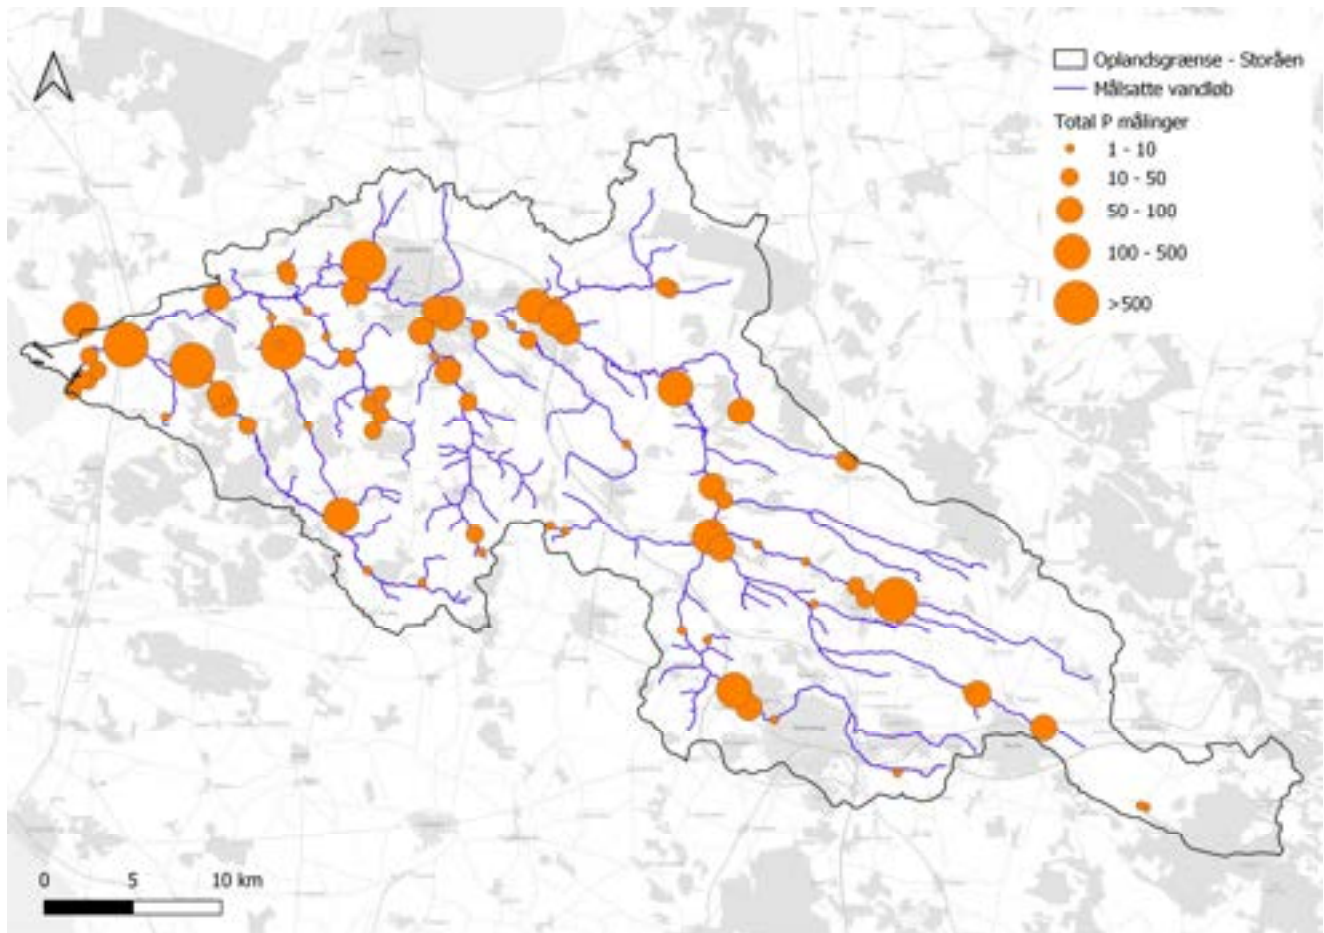 Oplandsgrænse - Storåen
Målsatte vandløb
Total P målinger
1 - 10
10 - 50
50 - 100
100 - 500
>500
0 5 10 km